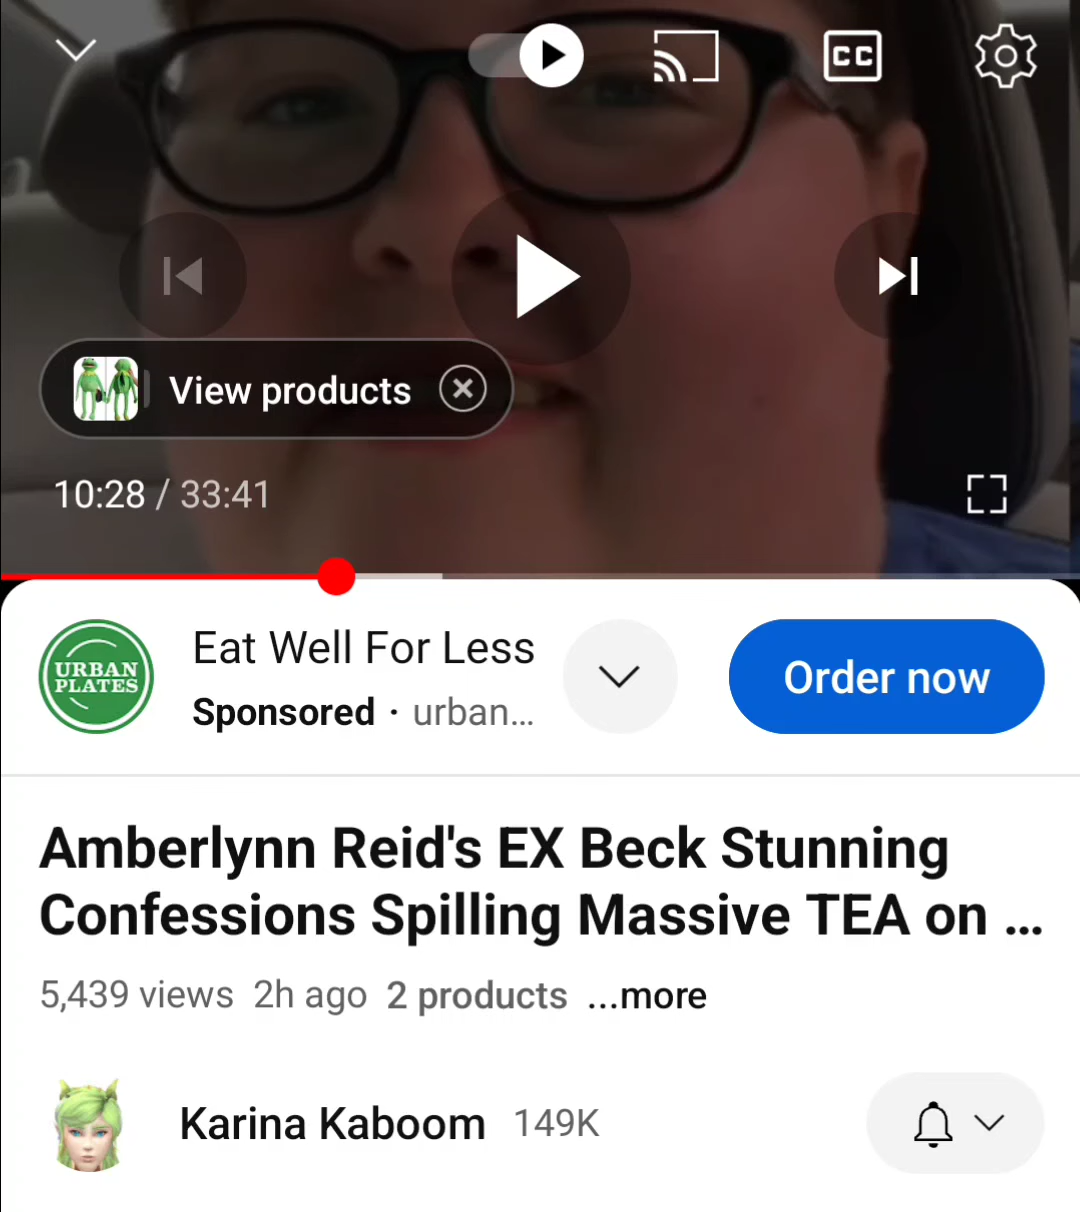 CC
View products
10:28 / 33:41
URBAN
PLATES
Eat Well For Less
Sponsored · urban...
Order now
Amberlynn Reid's EX Beck Stunning
Confessions Spilling Massive TEA on ...
5,439 views 2h ago 2 products ...more
Karina Kaboom 149K